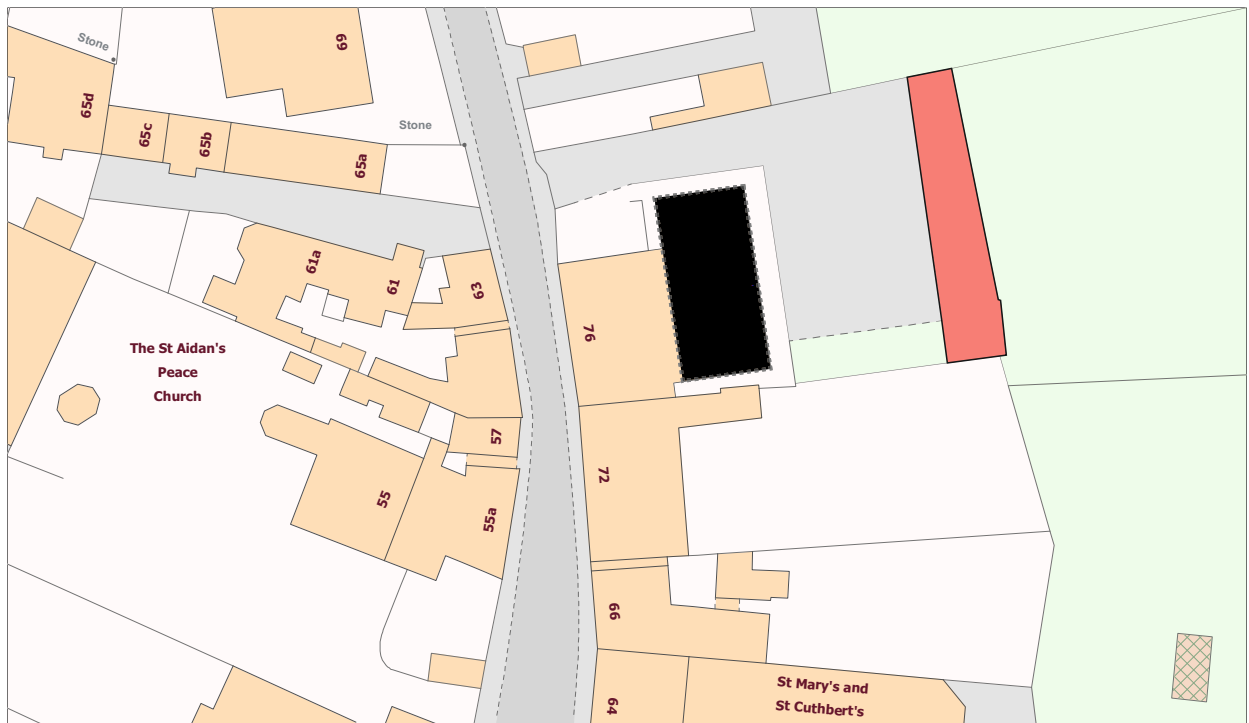 Stone
69
65d
65c
65b
65a
Stone
61a
61
63
76
The St Aidan's
Peace
Church
57
72
55
55a
66
St Mary's and
St Cuthbert's
64